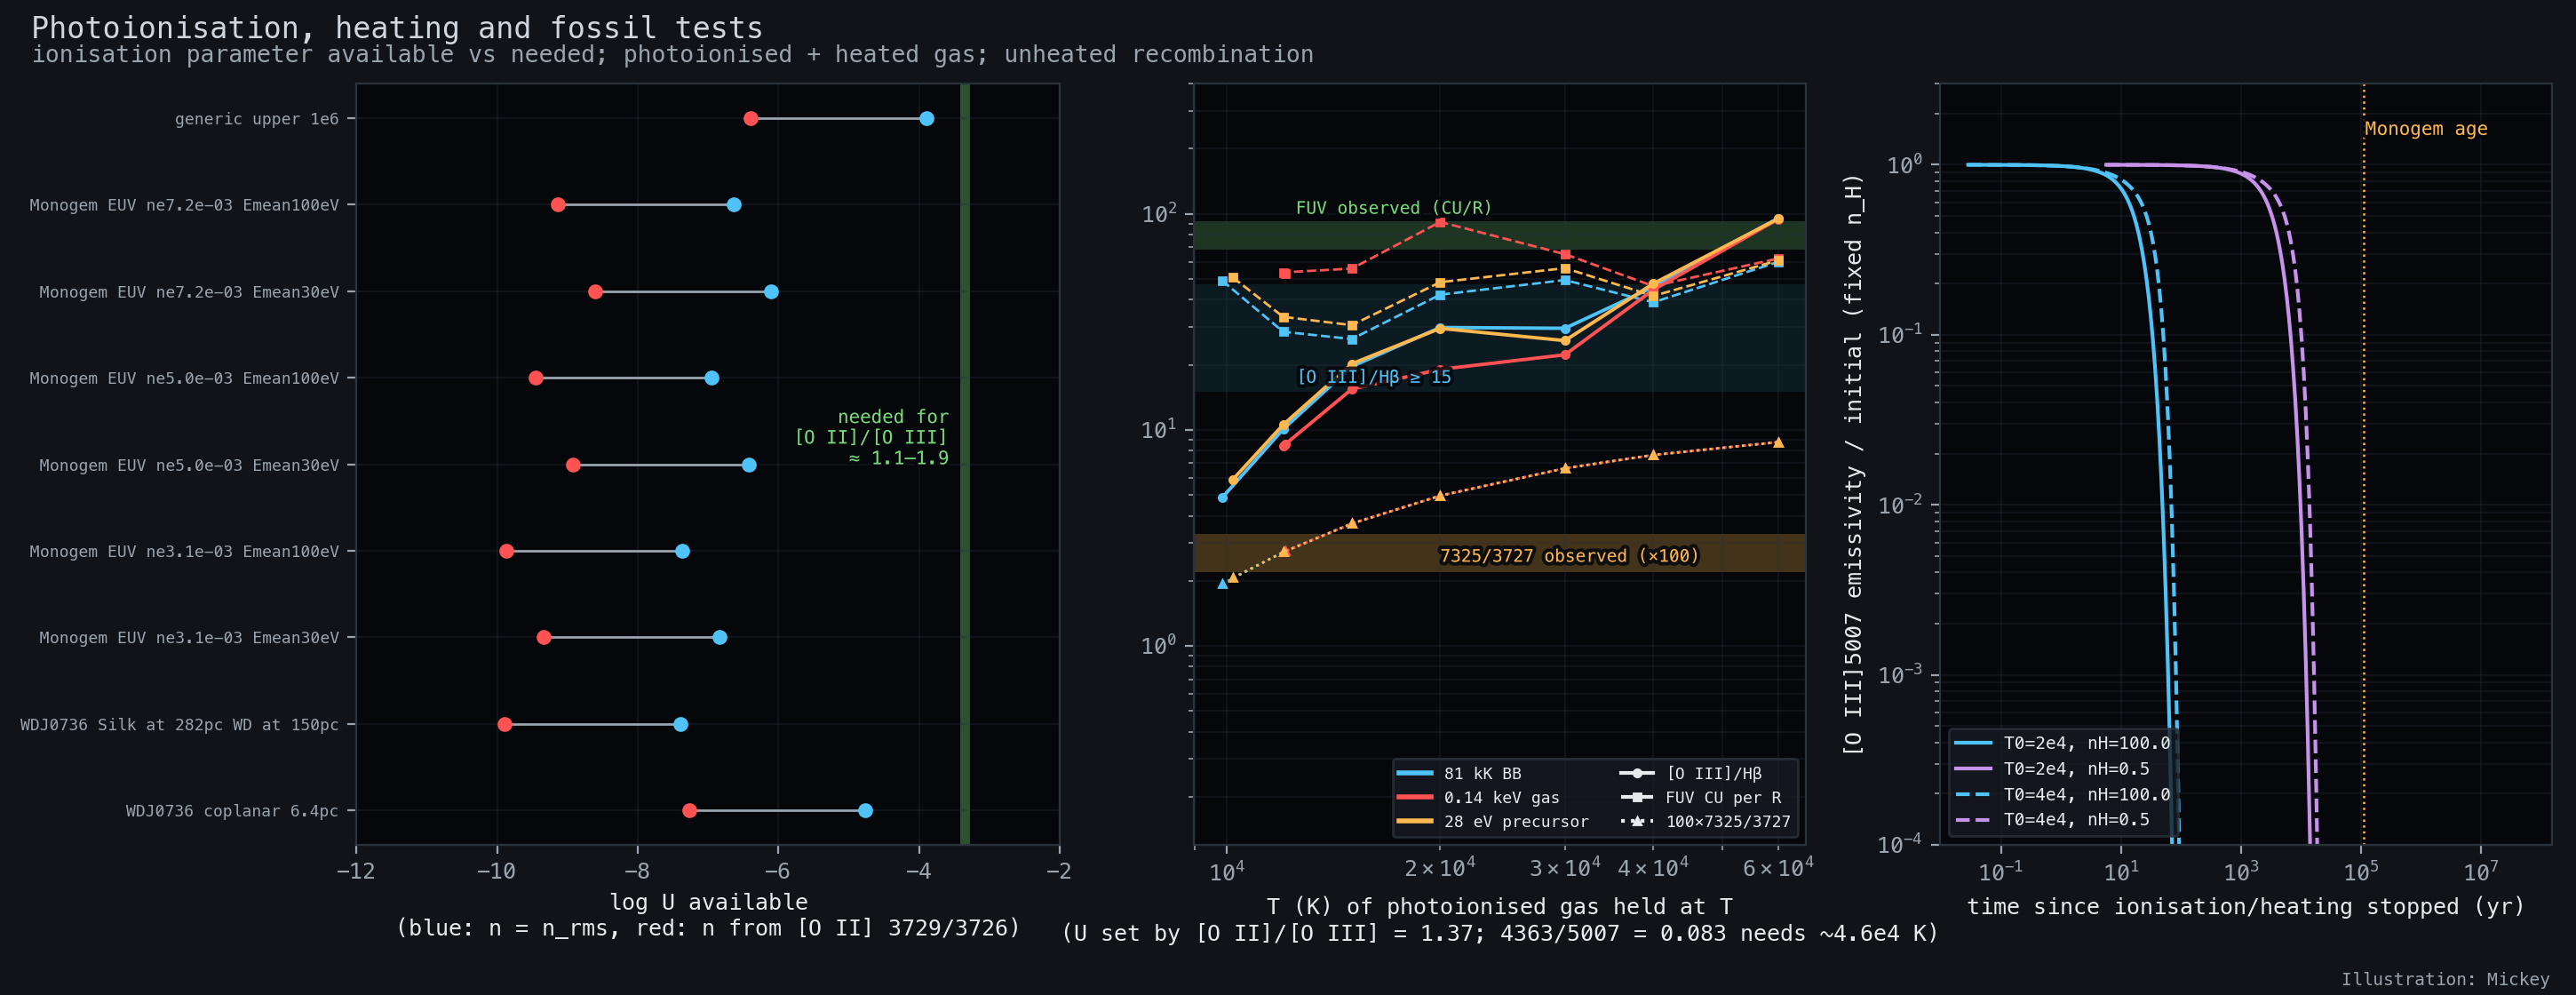 Photoionisation, heating and fossil tests
ionisation parameter available vs needed; photoionised + heated gas; unheated recombination
generic upper 1e6
Monogem EUV ne7.2e−03 Emean100eV
Monogem EUV ne7.2e−03 Emean30eV
Monogem EUV ne5.0e−03 Emean100eV
Monogem EUV ne5.0e−03 Emean30eV
Monogem EUV ne3.1e−03 Emean100eV
Monogem EUV ne3.1e−03 Emean30eV
WDJ0736 Silk at 282pc WD at 150pc
WDJ0736 coplanar 6.4pc
needed for
[O II]/[O III]
≈ 1.1–1.9
−12 −10 −8 −6 −4 −2
log U available
(blue: n = n_rms, red: n from [O II] 3729/3726)
10² 
10¹
10⁰
FUV observed (CU/R)
[O III]/Hβ ≥ 15
7325/3727 observed (×100)
81 kK BB
0.14 keV gas
28 eV precursor
[O III]/Hβ
FUV CU per R
100×7325/3727
10⁴ 2×10⁴ 3×10⁴ 4×10⁴ 6×10⁴
T (K) of photoionised gas held at T
(U set by [O II]/[O III] = 1.37; 4363/5007 = 0.083 needs ~4.6e4 K)
[O III]5007 emissivity / initial (fixed n_H)
10⁰
10⁻¹
10⁻²
10⁻³
10⁻⁴
Monogem age
T0=2e4, nH=100.0
T0=2e4, nH=0.5
T0=4e4, nH=100.0
T0=4e4, nH=0.5
10⁻¹ 10¹ 10³ 10⁵ 10⁷
time since ionisation/heating stopped (yr)
Illustration: Mickey